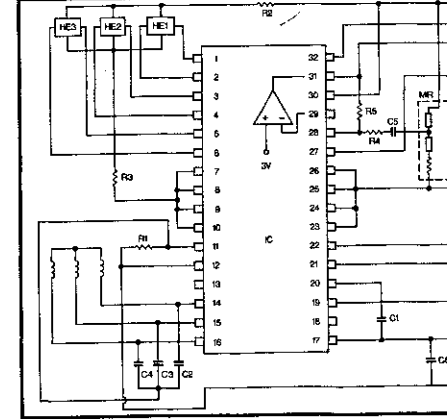 R2
HE3 HE2 HE1
1 32
2 31
3 30
4 29
5 28
6 27
7 26
8 25
9 24
10 23
11 22
12 21
13 20
14 19
15 18
16 17
+ −
3V
IC
R3
R1
C4 C3 C2
R5
R4
C5
MR
C1
C6